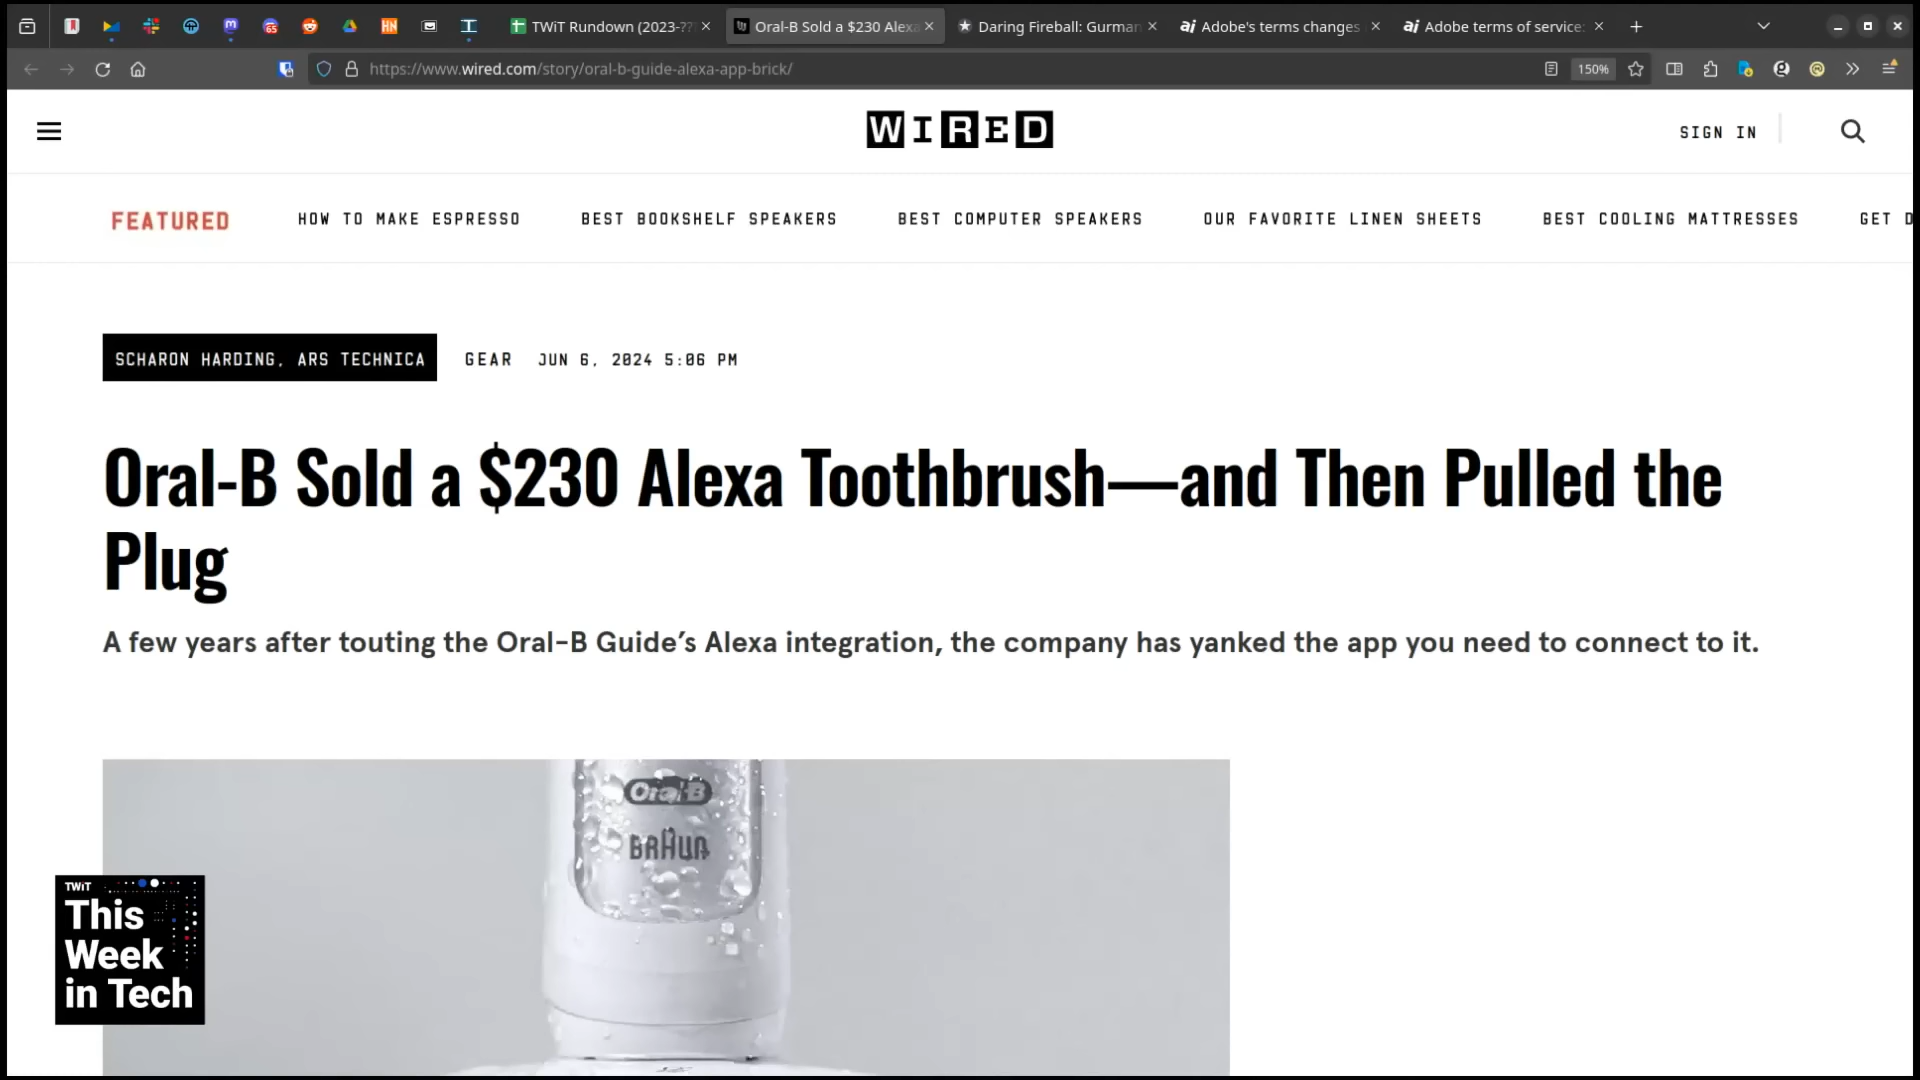 TWiT Rundown (2023-??
Oral-B Sold a $230 Alexa
Daring Fireball: Gurman
Adobe's terms changes
Adobe terms of service:
https://www.wired.com/story/oral-b-guide-alexa-app-brick/
150%
WIRED
SIGN IN
FEATURED
HOW TO MAKE ESPRESSO
BEST BOOKSHELF SPEAKERS
BEST COMPUTER SPEAKERS
OUR FAVORITE LINEN SHEETS
BEST COOLING MATTRESSES
GET D
SCHARON HARDING, ARS TECHNICA
GEAR
JUN 6, 2024 5:06 PM
Oral-B Sold a $230 Alexa Toothbrush—and Then Pulled the
Plug
A few years after touting the Oral-B Guide’s Alexa integration, the company has yanked the app you need to connect to it.
Oral-B
BRAUN
TWiT
This
Week
in Tech